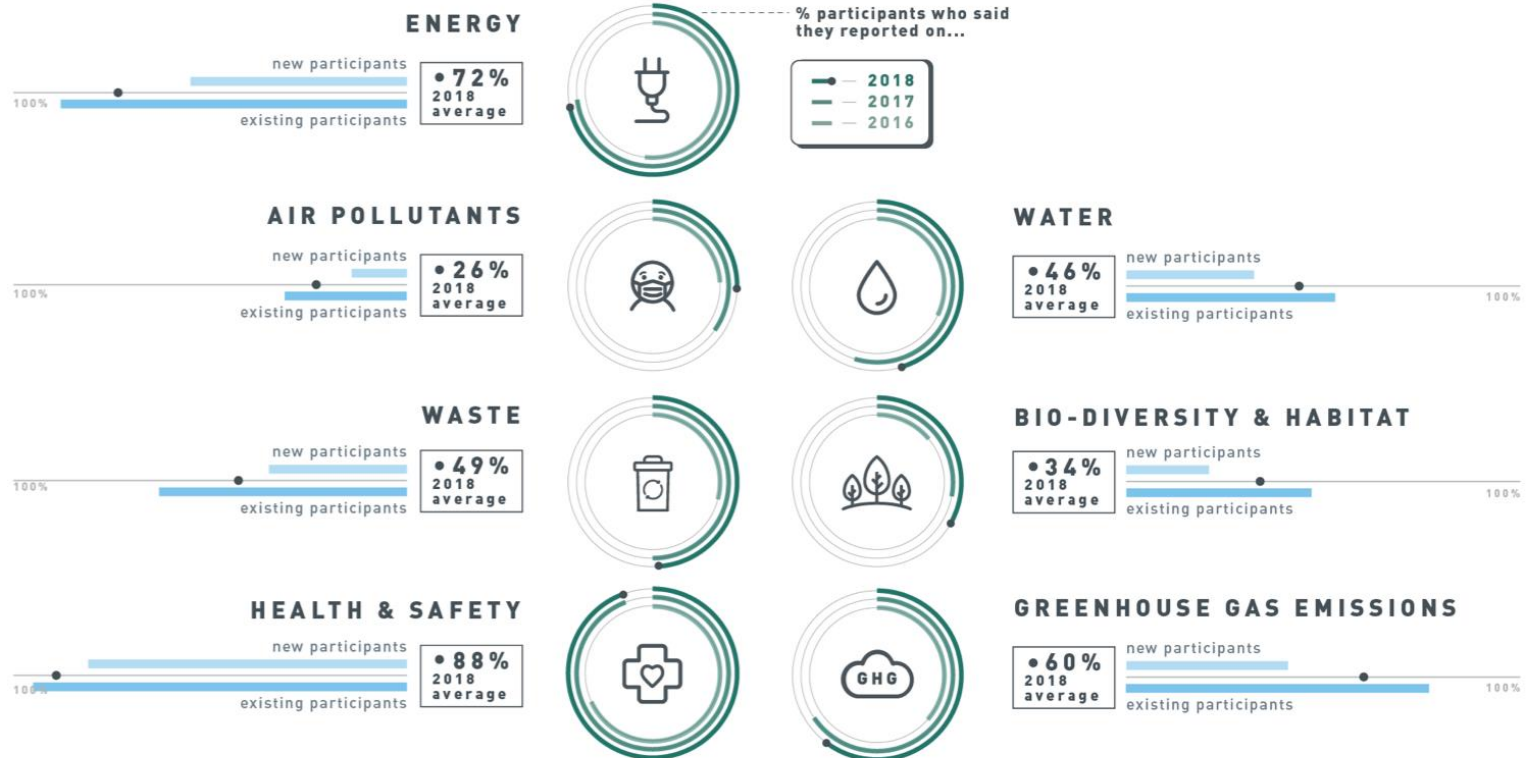 ENERGY
new participants
100%
existing participants
• 72%
2018
average
% participants who said
they reported on...
2018
2017
2016
AIR POLLUTANTS
new participants
100%
existing participants
• 26%
2018
average
WATER
• 46%
2018
average
new participants
100%
existing participants
WASTE
new participants
100%
existing participants
• 49%
2018
average
BIO-DIVERSITY & HABITAT
• 34%
2018
average
new participants
100%
existing participants
HEALTH & SAFETY
new participants
100%
existing participants
• 88%
2018
average
GHG
GREENHOUSE GAS EMISSIONS
• 60%
2018
average
new participants
100%
existing participants